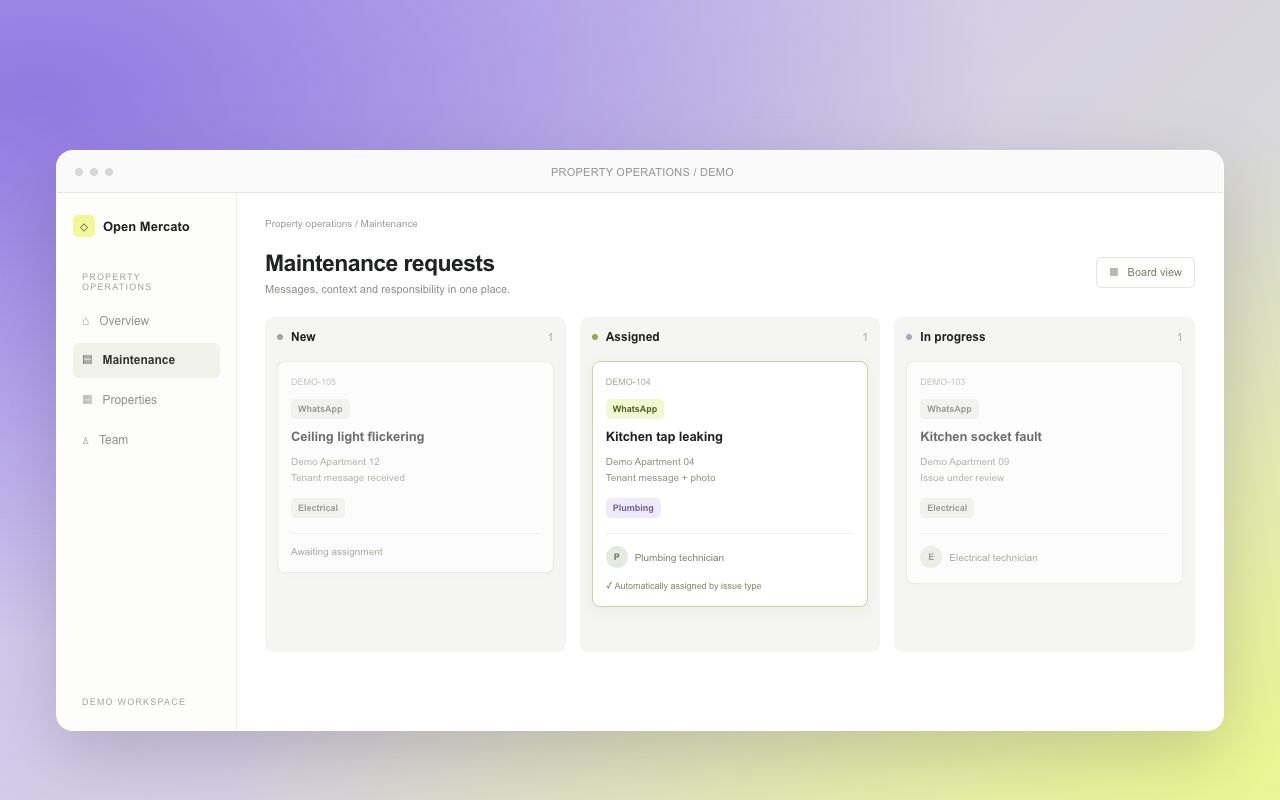 PROPERTY OPERATIONS / DEMO
Open Mercato
PROPERTY
OPERATIONS
Overview
Maintenance
Properties
Team
DEMO WORKSPACE
Property operations / Maintenance
Maintenance requests
Messages, context and responsibility in one place.
Board view
New 1
DEMO-105
WhatsApp
Ceiling light flickering
Demo Apartment 12
Tenant message received
Electrical
Awaiting assignment
Assigned 1
DEMO-104
WhatsApp
Kitchen tap leaking
Demo Apartment 04
Tenant message + photo
Plumbing
P Plumbing technician
✓ Automatically assigned by issue type
In progress 1
DEMO-103
WhatsApp
Kitchen socket fault
Demo Apartment 09
Issue under review
Electrical
E Electrical technician